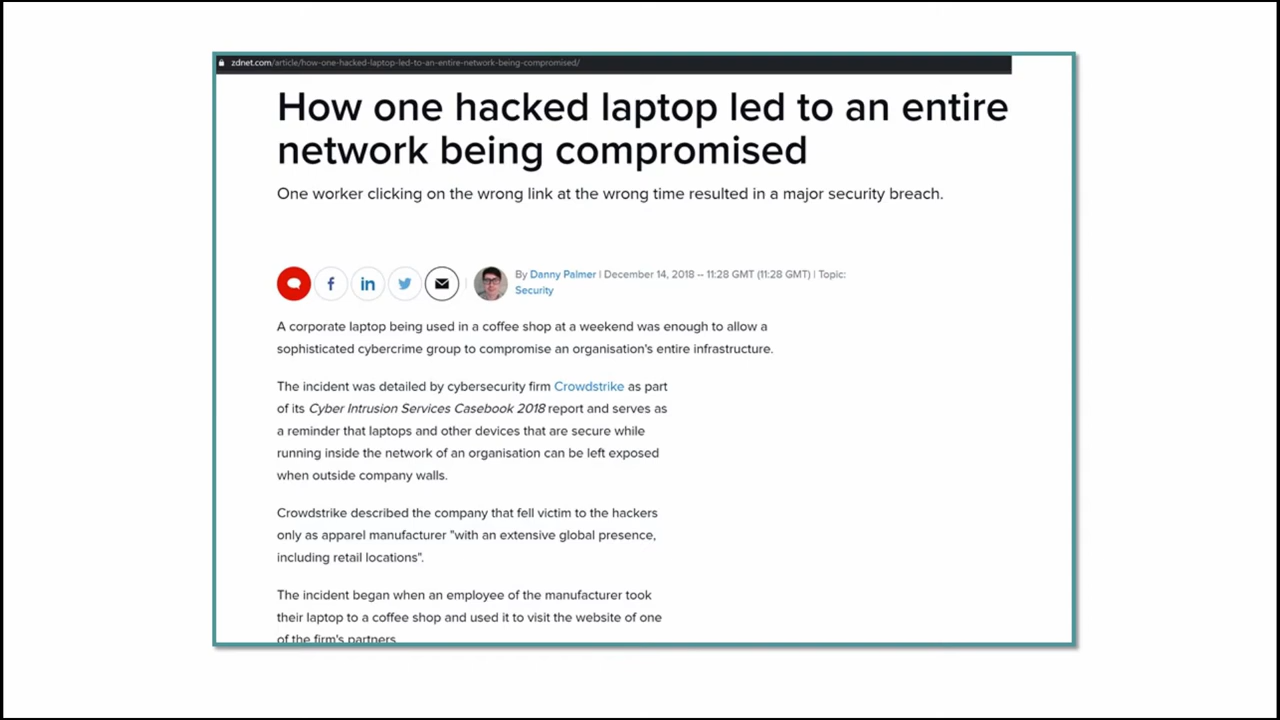 zdnet.com/article/how-one-hacked-laptop-led-to-an-entire-network-being-compromised/
How one hacked laptop led to an entire
network being compromised
One worker clicking on the wrong link at the wrong time resulted in a major security breach.
f in
By Danny Palmer | December 14, 2018 -- 11:28 GMT (11:28 GMT) | Topic:
Security
A corporate laptop being used in a coffee shop at a weekend was enough to allow a
sophisticated cybercrime group to compromise an organisation's entire infrastructure.
The incident was detailed by cybersecurity firm Crowdstrike as part
of its Cyber Intrusion Services Casebook 2018 report and serves as
a reminder that laptops and other devices that are secure while
running inside the network of an organisation can be left exposed
when outside company walls.
Crowdstrike described the company that fell victim to the hackers
only as apparel manufacturer "with an extensive global presence,
including retail locations".
The incident began when an employee of the manufacturer took
their laptop to a coffee shop and used it to visit the website of one
of the firm's partners